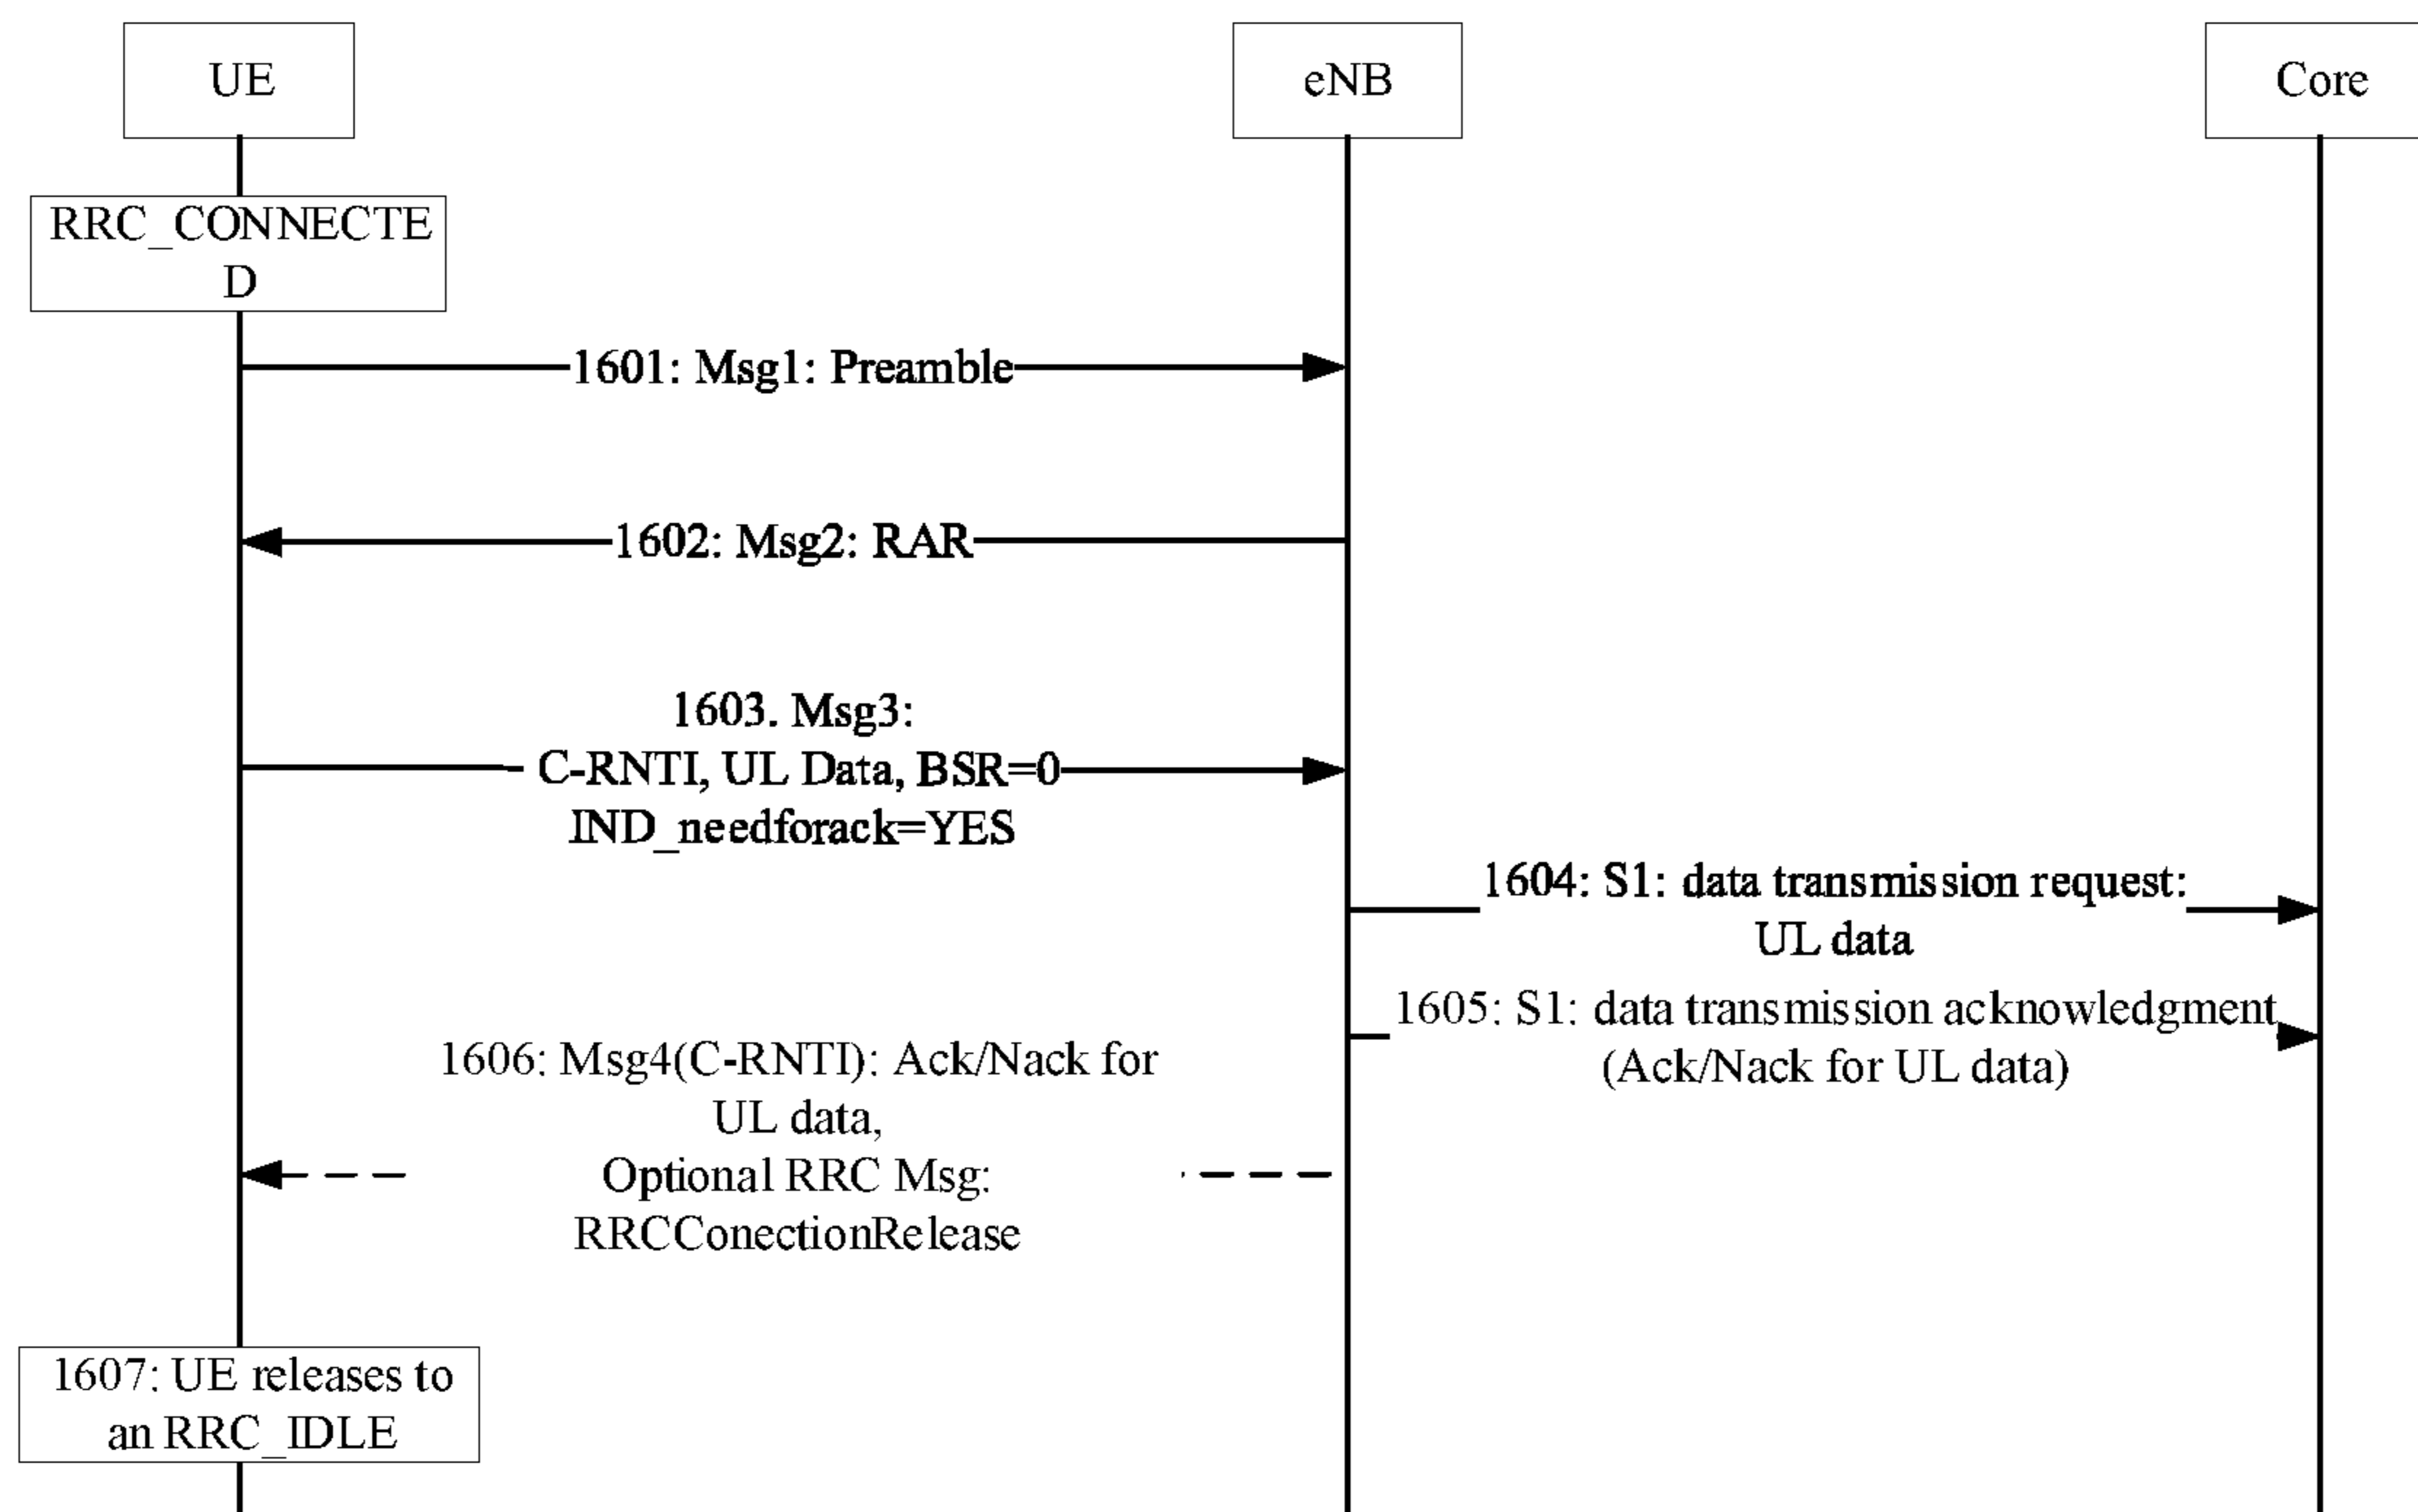 UE
eNB
Core
RRC_CONNECTE
D
1601: Msg1: Preamble
1602: Msg2: RAR
1603. Msg3:
C-RNTI, UL Data, BSR=0
IND_needforack=YES
1604: S1: data transmission request:
UL data
1605: S1: data transmission acknowledgment
(Ack/Nack for UL data)
1606: Msg4(C-RNTI): Ack/Nack for
UL data,
Optional RRC Msg:
RRCConectionRelease
1607: UE releases to
an RRC_IDLE